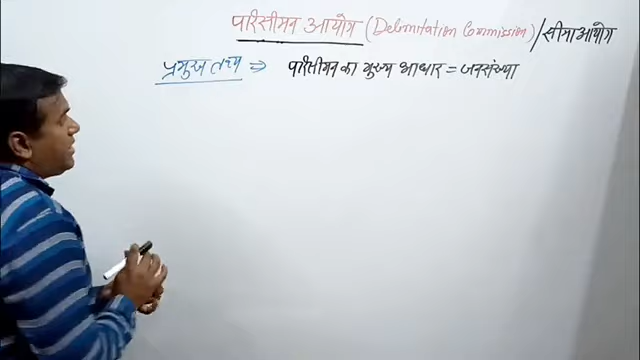 परिसीमन आयोग (Delimitation Commission)/सीमा आयोग
प्रमुख तथ्य ⇒ परिसीमन का मुख्य आधार = जनसंख्या